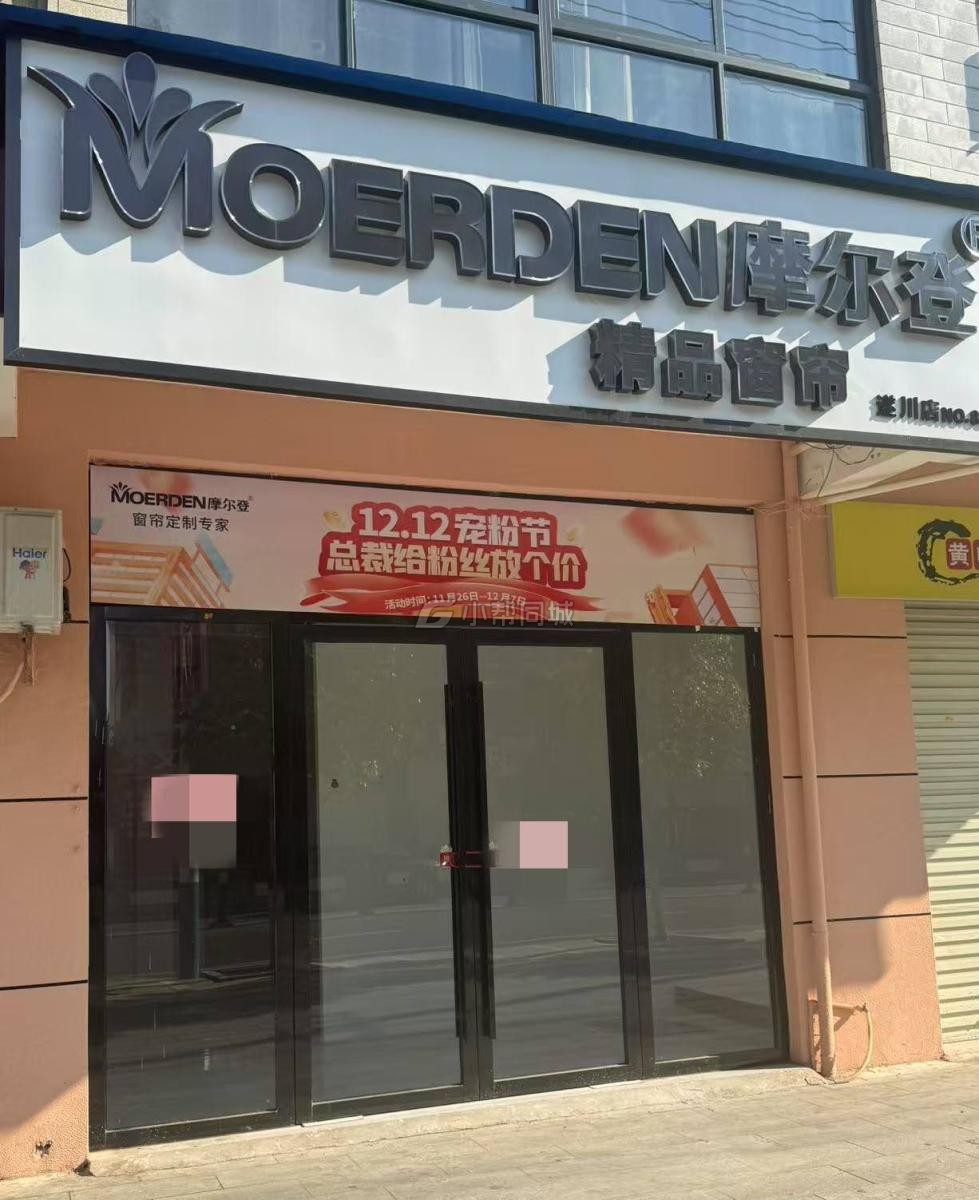 MOERDEN摩尔登
精品窗帘
遂川店NO.8
MOERDEN摩尔登
窗帘定制专家
12.12宠粉节
总裁给粉丝放个价
活动时间：11月26日--12月7日
小帮同城
Haier
黄